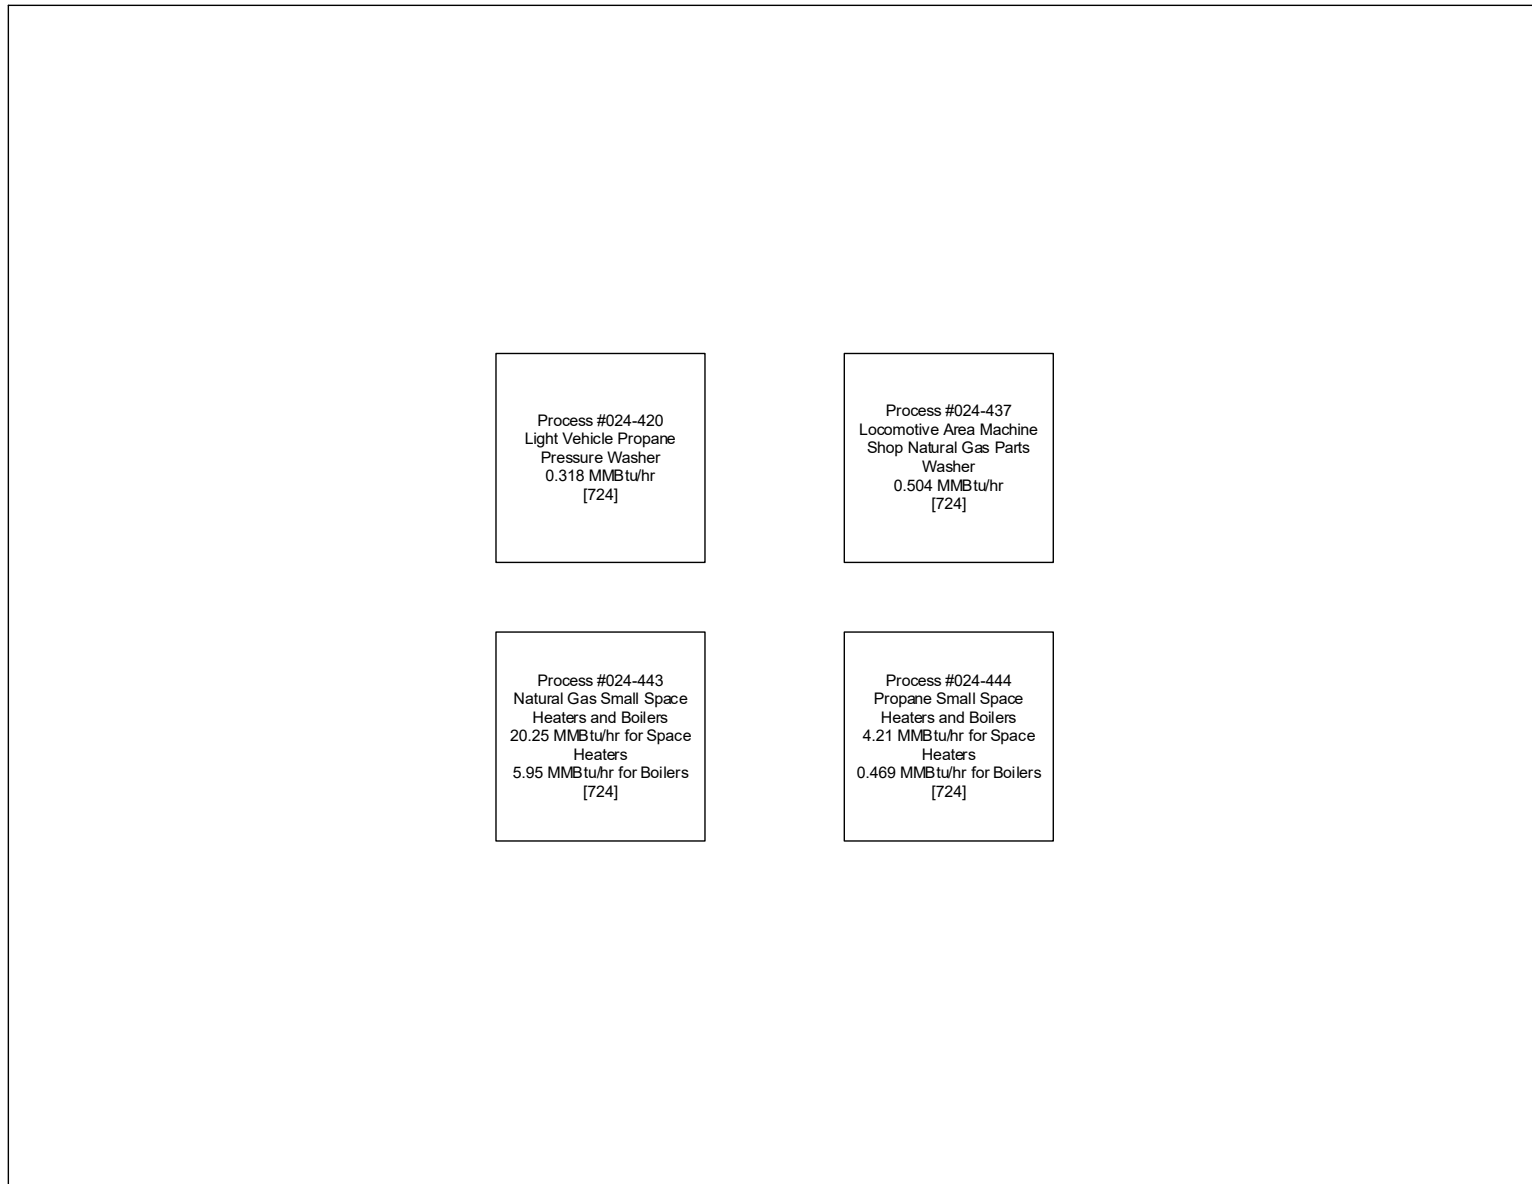 Process #024-420
Light Vehicle Propane
Pressure Washer
0.318 MMBtu/hr
[724]
Process #024-437
Locomotive Area Machine
Shop Natural Gas Parts
Washer
0.504 MMBtu/hr
[724]
Process #024-443
Natural Gas Small Space
Heaters and Boilers
20.25 MMBtu/hr for Space
Heaters
5.95 MMBtu/hr for Boilers
[724]
Process #024-444
Propane Small Space
Heaters and Boilers
4.21 MMBtu/hr for Space
Heaters
0.469 MMBtu/hr for Boilers
[724]